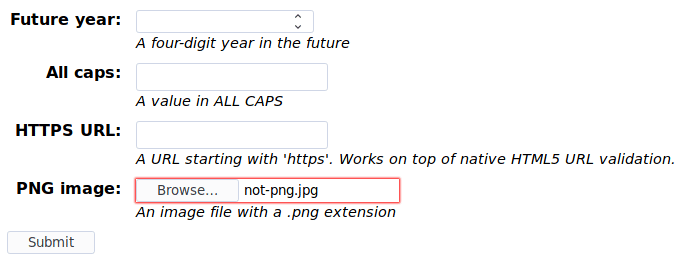 Future year:
A four-digit year in the future
All caps:
A value in ALL CAPS
HTTPS URL:
A URL starting with 'https'. Works on top of native HTML5 URL validation.
PNG image: Browse... not-png.jpg
An image file with a .png extension
Submit